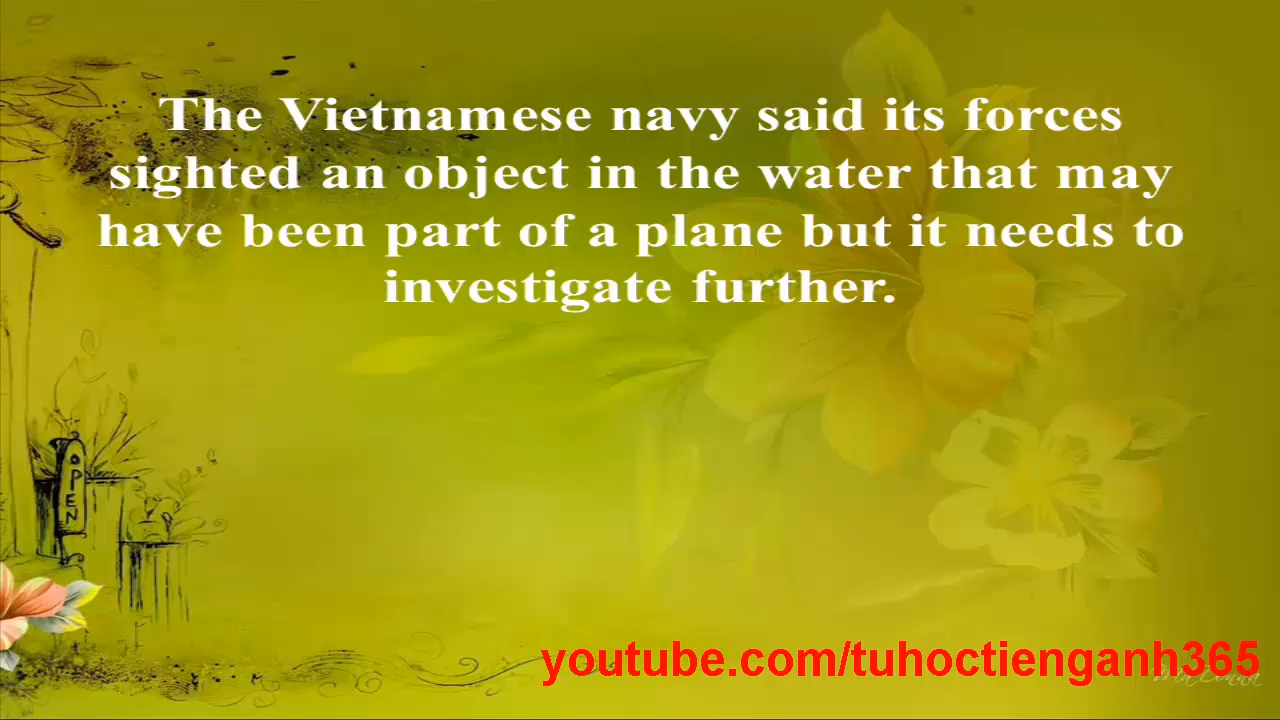 The Vietnamese navy said its forces
sighted an object in the water that may
have been part of a plane but it needs to
investigate further.
OPEN
youtube.com/tuhoctienganh365